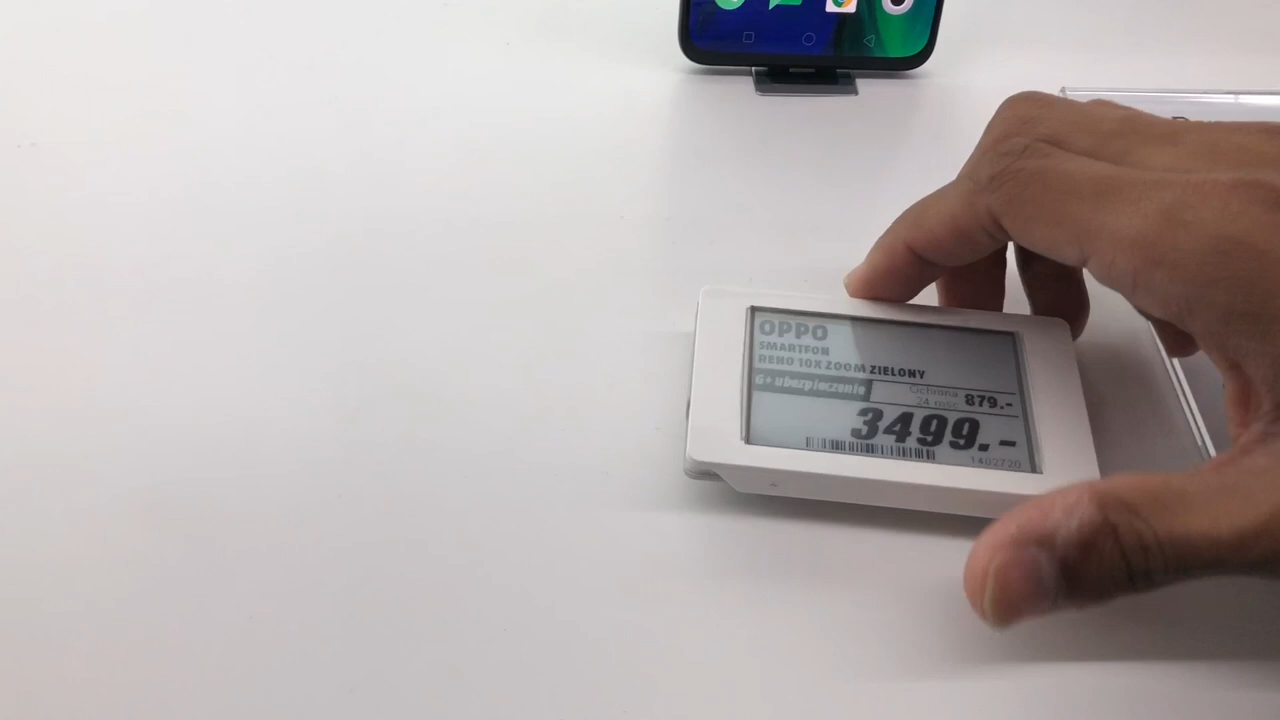 OPPO
SMARTFON
RENO 10X ZOOM ZIELONY
G+ ubezpieczenie
Ochrona
24 mies 879.-
3499.-
1402720